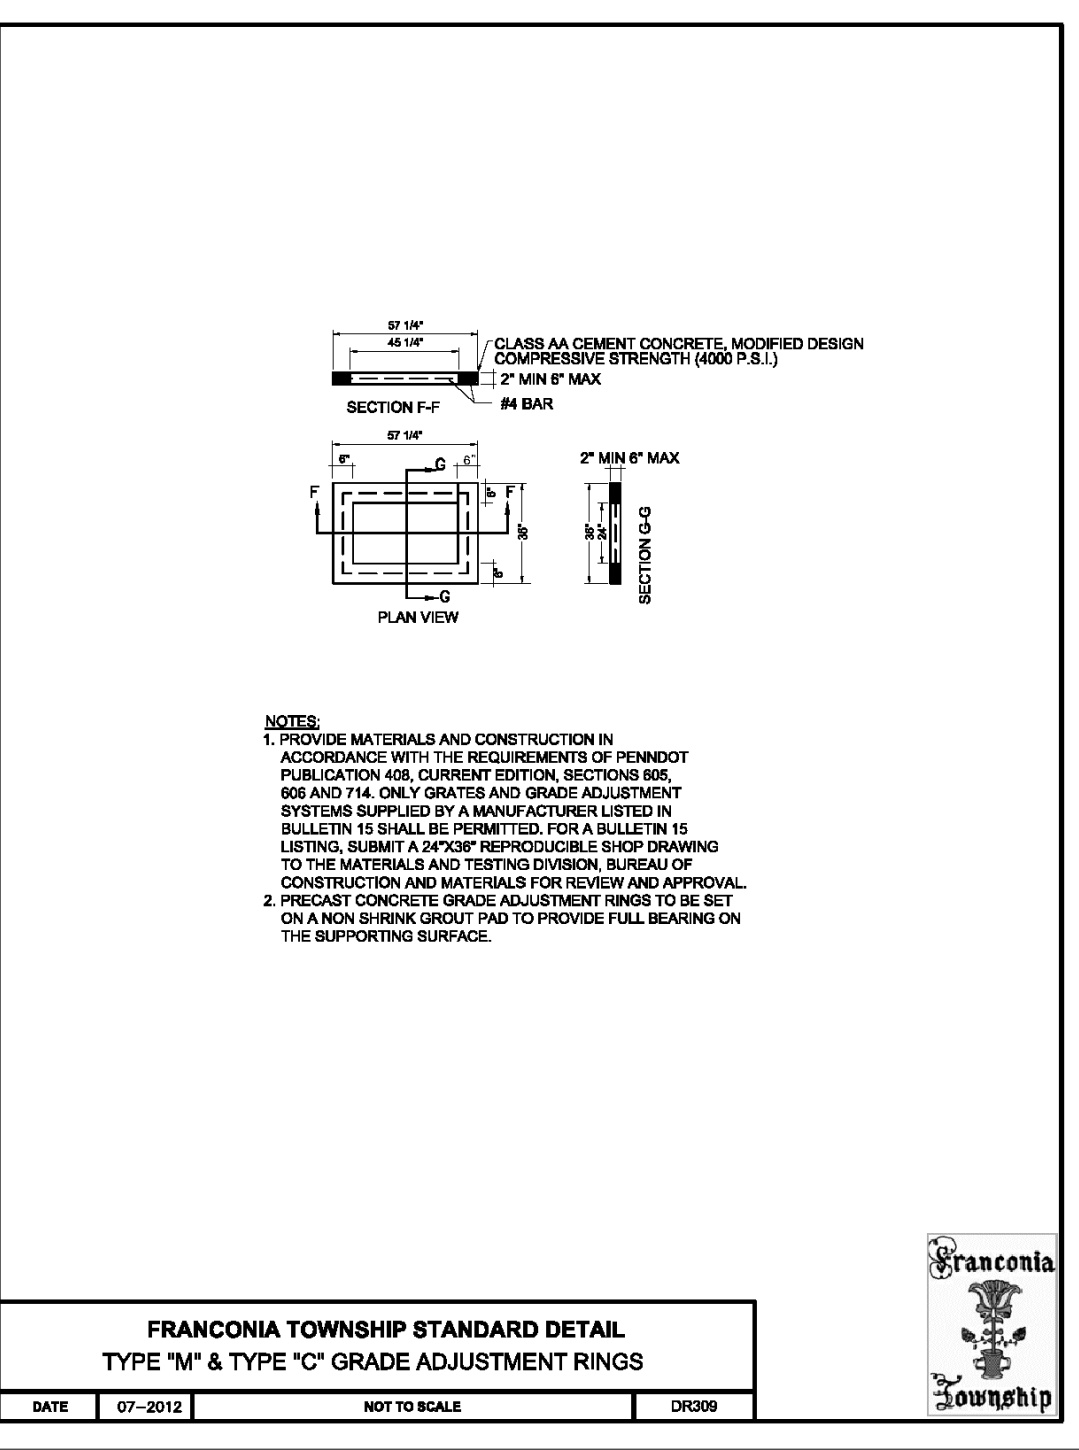 57 1/4"
45 1/4"
CLASS AA CEMENT CONCRETE, MODIFIED DESIGN
COMPRESSIVE STRENGTH (4000 P.S.I.)
2" MIN 6" MAX
#4 BAR
SECTION F-F
57 1/4"
6"
G
6"
2" MIN 6" MAX
F
6"
F
36"
36"
24"
SECTION G-G
6"
G
PLAN VIEW
NOTES:
1. PROVIDE MATERIALS AND CONSTRUCTION IN
ACCORDANCE WITH THE REQUIREMENTS OF PENNDOT
PUBLICATION 408, CURRENT EDITION, SECTIONS 605,
606 AND 714. ONLY GRATES AND GRADE ADJUSTMENT
SYSTEMS SUPPLIED BY A MANUFACTURER LISTED IN
BULLETIN 15 SHALL BE PERMITTED. FOR A BULLETIN 15
LISTING, SUBMIT A 24"X36" REPRODUCIBLE SHOP DRAWING
TO THE MATERIALS AND TESTING DIVISION, BUREAU OF
CONSTRUCTION AND MATERIALS FOR REVIEW AND APPROVAL.
2. PRECAST CONCRETE GRADE ADJUSTMENT RINGS TO BE SET
ON A NON SHRINK GROUT PAD TO PROVIDE FULL BEARING ON
THE SUPPORTING SURFACE.
Franconia
Township
FRANCONIA TOWNSHIP STANDARD DETAIL
TYPE "M" & TYPE "C" GRADE ADJUSTMENT RINGS
DATE
07-2012
NOT TO SCALE
DR309